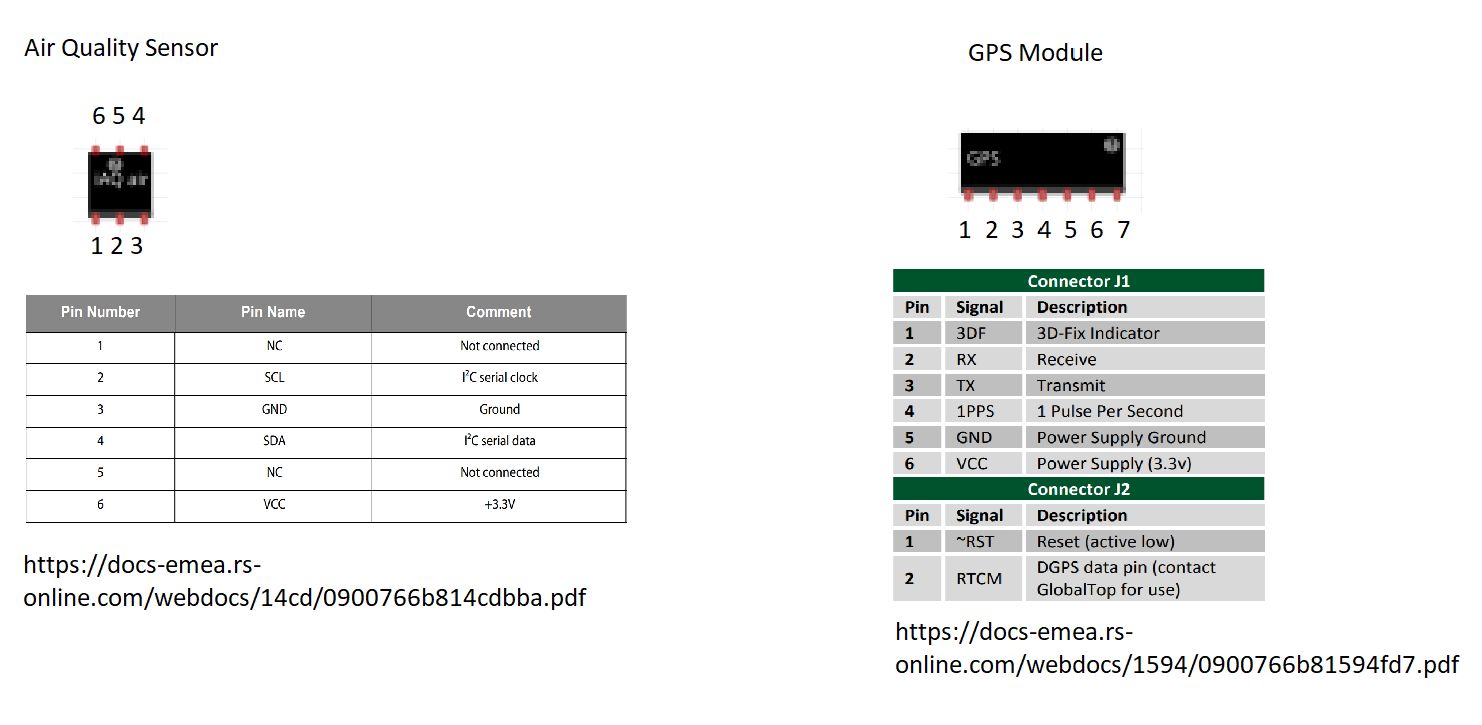 Air Quality Sensor
6 5 4
IAQ air
1 2 3
Pin Number Pin Name Comment
1 NC Not connected
2 SCL I²C serial clock
3 GND Ground
4 SDA I²C serial data
5 NC Not connected
6 VCC +3.3V
https://docs-emea.rs-
online.com/webdocs/14cd/0900766b814cdbba.pdf
GPS Module
GPS
1 2 3 4 5 6 7
Connector J1
Pin Signal Description
1 3DF 3D-Fix Indicator
2 RX Receive
3 TX Transmit
4 1PPS 1 Pulse Per Second
5 GND Power Supply Ground
6 VCC Power Supply (3.3v)
Connector J2
Pin Signal Description
1 ~RST Reset (active low)
2 RTCM DGPS data pin (contact
GlobalTop for use)
https://docs-emea.rs-
online.com/webdocs/1594/0900766b81594fd7.pdf